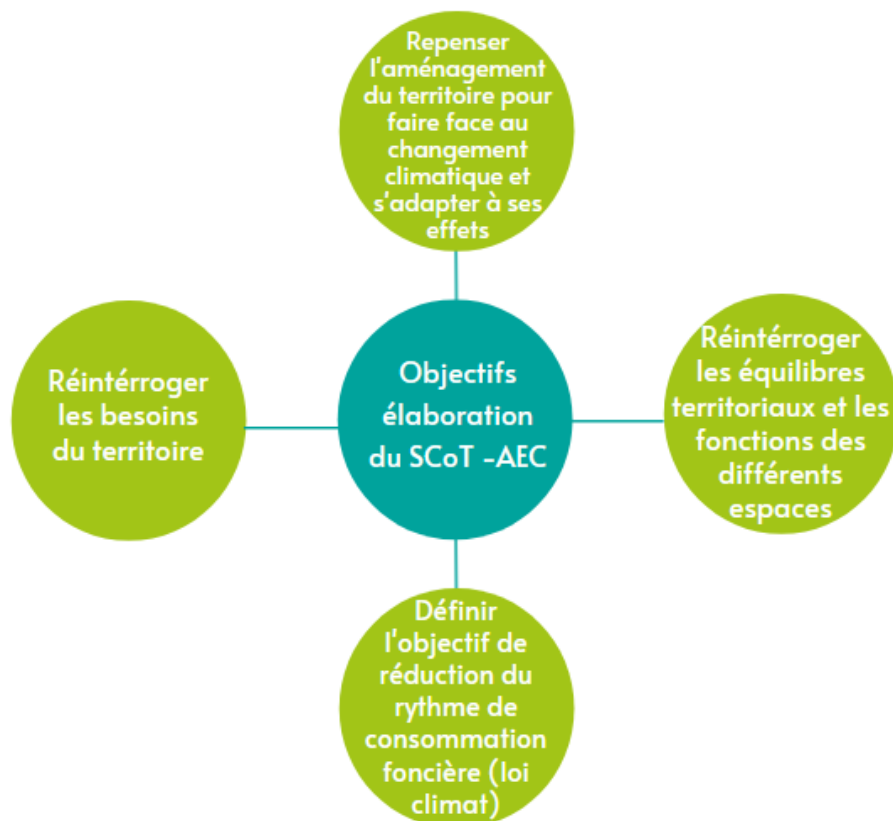 Repenser
l'aménagement
du territoire pour
faire face au
changement
climatique et
s'adapter à ses
effets
Réintérroger
les besoins
du territoire
Objectifs
élaboration
du SCoT -AEC
Réintérroger
les équilibres
territoriaux et les
fonctions des
différents
espaces
Définir
l'objectif de
réduction du
rythme de
consommation
foncière (loi
climat)